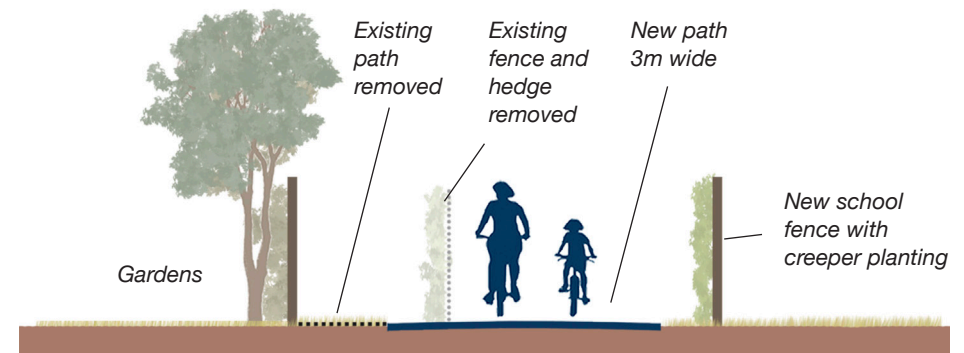 Existing
path
removed
Existing
fence and
hedge
removed
New path
3m wide
New school
fence with
creeper planting
Gardens